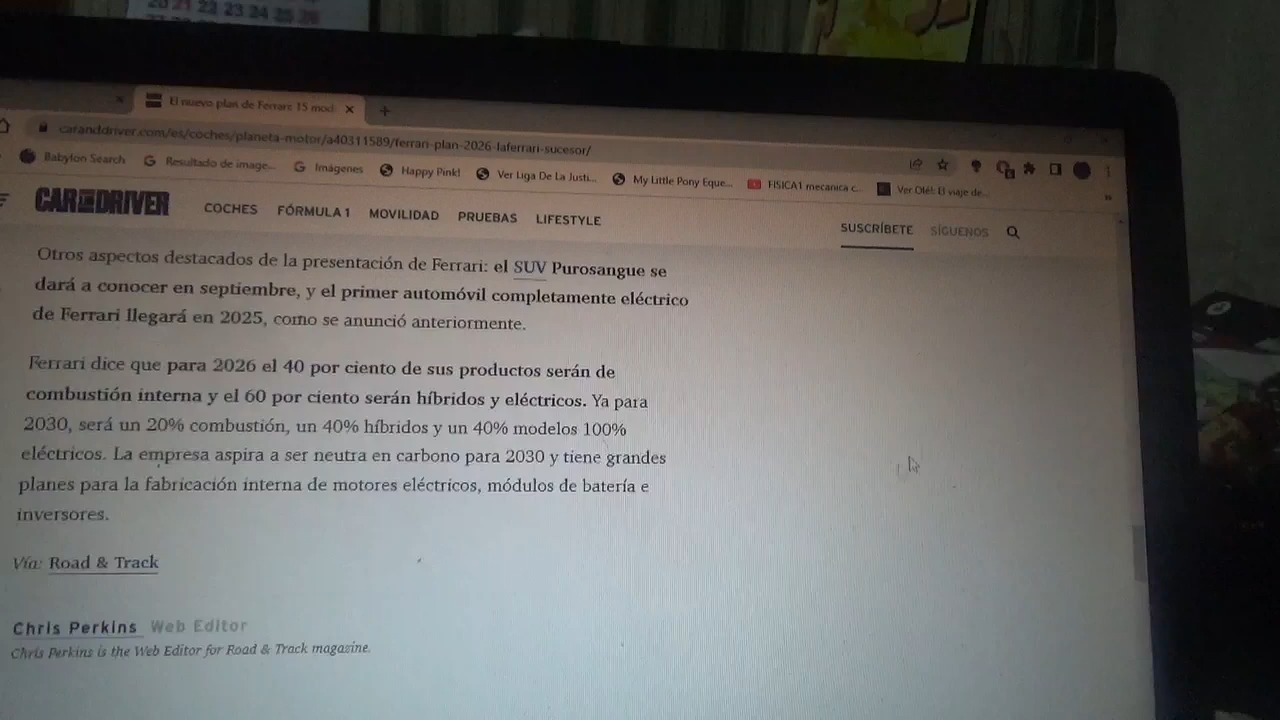 20 21 22 23 24 25 26
El nuevo plan de Ferrari: 15 mod
caranddriver.com/es/coches/planeta-motor/a40311589/ferrari-plan-2026-laferrari-sucesor/
Babylon Search
Resultado de image...
Imágenes
Happy Pink!
Ver Liga De La Justi...
My Little Pony Eque...
FISICA1 mecanica c...
Ver Olé!: El viaje de...
CAR AND DRIVER
COCHES
FÓRMULA 1
MOVILIDAD
PRUEBAS
LIFESTYLE
SUSCRÍBETE
SÍGUENOS
Otros aspectos destacados de la presentación de Ferrari: el SUV Purosangue se
dará a conocer en septiembre, y el primer automóvil completamente eléctrico
de Ferrari llegará en 2025, como se anunció anteriormente.
Ferrari dice que para 2026 el 40 por ciento de sus productos serán de
combustión interna y el 60 por ciento serán híbridos y eléctricos. Ya para
2030, será un 20% combustión, un 40% híbridos y un 40% modelos 100%
eléctricos. La empresa aspira a ser neutra en carbono para 2030 y tiene grandes
planes para la fabricación interna de motores eléctricos, módulos de batería e
inversores.
Vía: Road & Track
Chris Perkins Web Editor
Chris Perkins is the Web Editor for Road & Track magazine.